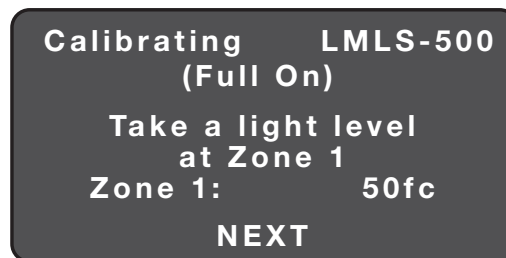 Calibrating LMLS-500
(Full On)
Take a light level
at Zone 1
Zone 1: 50fc
NEXT